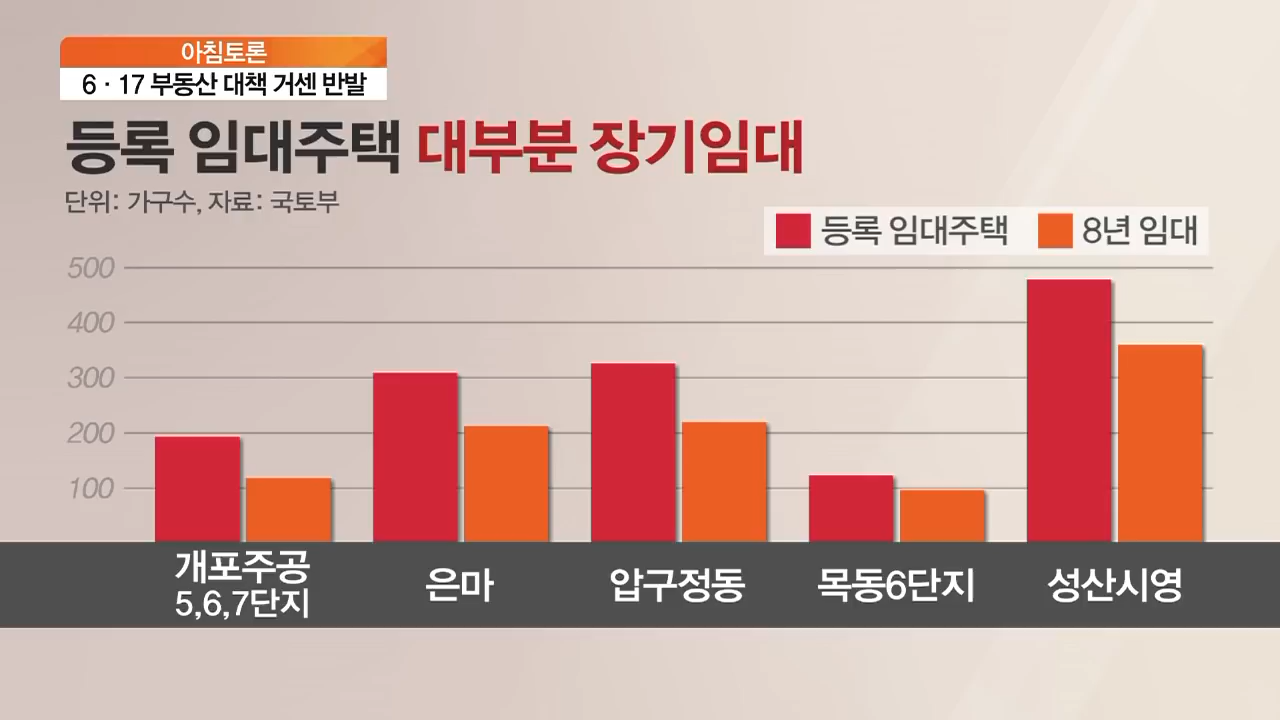 아침토론
6·17 부동산 대책 거센 반발
등록 임대주택 대부분 장기임대
단위: 가구수, 자료: 국토부
등록 임대주택 8년 임대
500
400
300
200
100
개포주공
5,6,7단지
은마
압구정동
목동6단지
성산시영